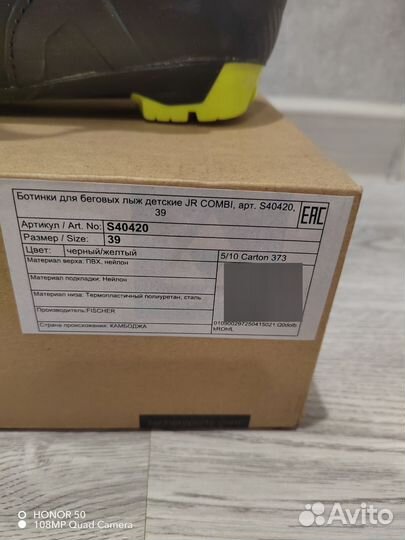 Ботинки для беговых лыж детские JR COMBI, арт. S40420,
39
EAC
Артикул / Art. No: S40420
Размер / Size: 39
Цвет: черный/желтый
5/10 Carton 373
Материал верха: ПВХ, нейлон
Материал подкладки: Нейлон
Материал низа: Термопластичный полиуретан, сталь
Производитель:FISCHER
Страна происхождения: КАМБОДЖА
HONOR 50
108MP Quad Camera
Avito